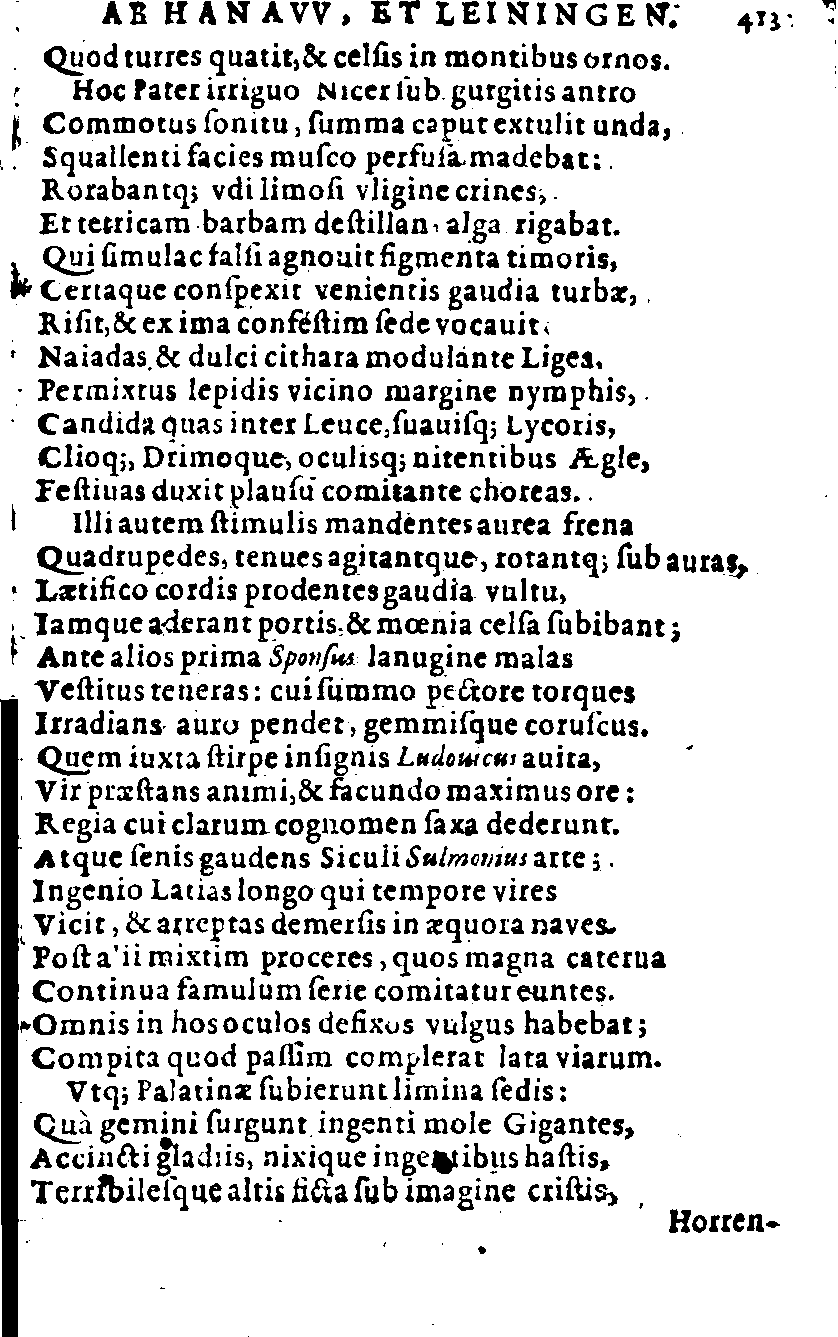 AB HANAVV, ET LEININGEN. 413
Quod turres quatit, & celſis in montibus ornos.
Hoc Pater irriguo Nicer ſub gurgitis antro
Commotus ſonitu, ſumma caput extulit unda,
Squallenti facies muſco perfuſa madebat:
Rorabantq; vdi limoſi vligine crines,
Et tetricam barbam deſtillans alga rigabat.
Qui ſimulac falſi agnouit figmenta timoris,
Certaque conſpexit venientis gaudia turbæ,
Riſit, & ex ima conféſtim ſede vocauit
Naiadas, & dulci cithara modulánte Ligea.
Permixtus lepidis vicino margine nymphis,
Candida quas inter Leuce, ſuauiſq; Lycoris,
Clioq;, Drimoque, oculisq; nitentibus Ægle,
Feſtiuas duxit plauſu comitante choreas.
Illi autem ſtimulis mandentes aurea frena
Quadrupedes, tenues agitantque, rotantq; ſub auras,
Lætifico cordis prodentes gaudia vultu,
Iamque aderant portis, & mœnia celſa ſubibant;
Ante alios prima Sponſus lanugine malas
Veſtitus teneras: cui ſummo pectore torques
Irradians auro pendet, gemmiſque coruſcus.
Quem iuxta ſtirpe inſignis Ludouicus auita,
Vir præſtans animi, & facundo maximus ore:
Regia cui clarum cognomen ſaxa dederunt.
Atque ſenis gaudens Siculi Sulmonius arte;
Ingenio Latias longo qui tempore vires
Vicit, & arreptas demerſis in æquora naves.
Poſt a'ii mixtim proceres, quos magna caterua
Continua famulum ſerie comitatur euntes.
Omnis in hos oculos defixos vulgus habebat;
Compita quod paſſim complerat lata viarum.
Vtq; Palatinæ ſubierunt limina ſedis:
Quà gemini ſurgunt ingenti mole Gigantes,
Accincti gladiis, nixique ingentibus haſtis,
Terribileſque altis ficta ſub imagine criſtis,
Horren-